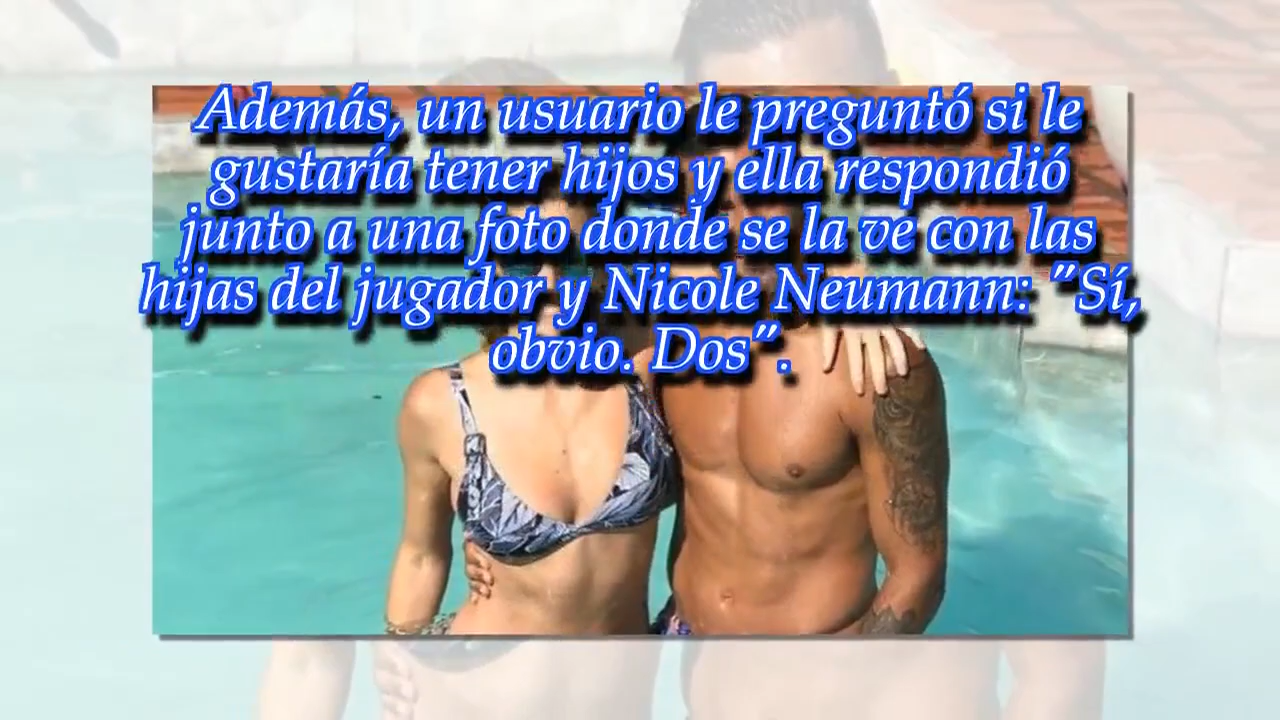 Además, un usuario le preguntó si le
gustaría tener hijos y ella respondió
junto a una foto donde se la ve con las
hijas del jugador y Nicole Neumann: "Sí,
obvio. Dos".